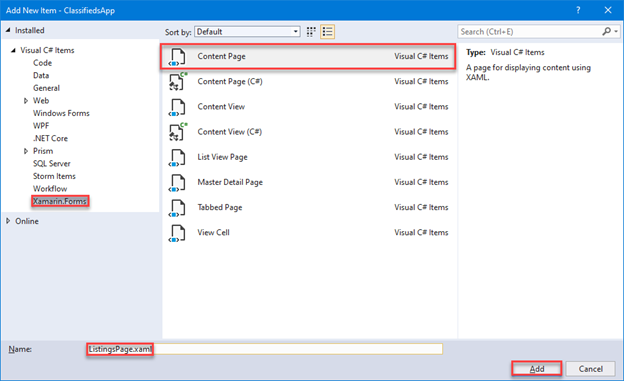 Add New Item - ClassifiedsApp
Installed
Sort by: Default
Search (Ctrl+E)
Visual C# Items
Code
Data
General
Web
Windows Forms
WPF
.NET Core
Prism
SQL Server
Storm Items
Workflow
Xamarin.Forms
Online
Content Page Visual C# Items
Content Page (C#) Visual C# Items
Content View Visual C# Items
Content View (C#) Visual C# Items
List View Page Visual C# Items
Master Detail Page Visual C# Items
Tabbed Page Visual C# Items
View Cell Visual C# Items
Type: Visual C# Items
A page for displaying content using
XAML.
Name: ListingsPage.xaml
Add Cancel